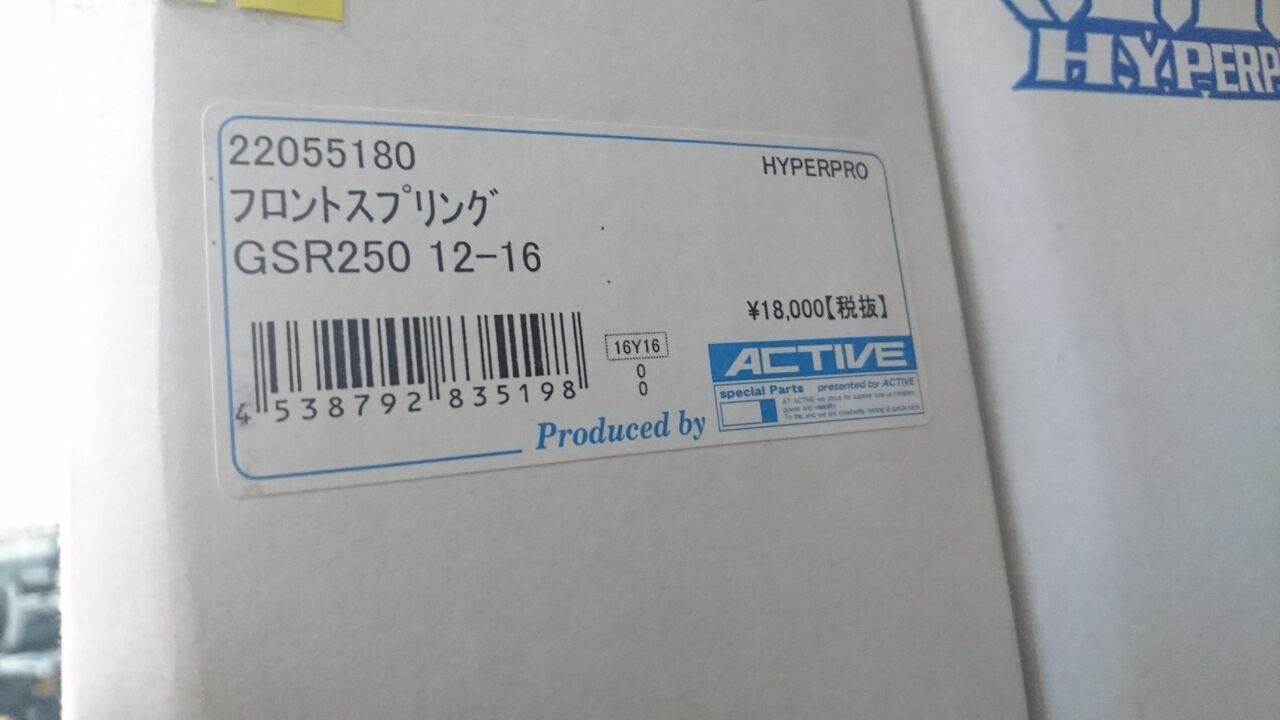 HYPERP
22055180
HYPERPRO
フロントスプリング
GSR250 12-16
¥18,000【税抜】
16Y16
0
0
4 538792 835198
ACTIVE
special Parts presented by ACTIVE
Produced by